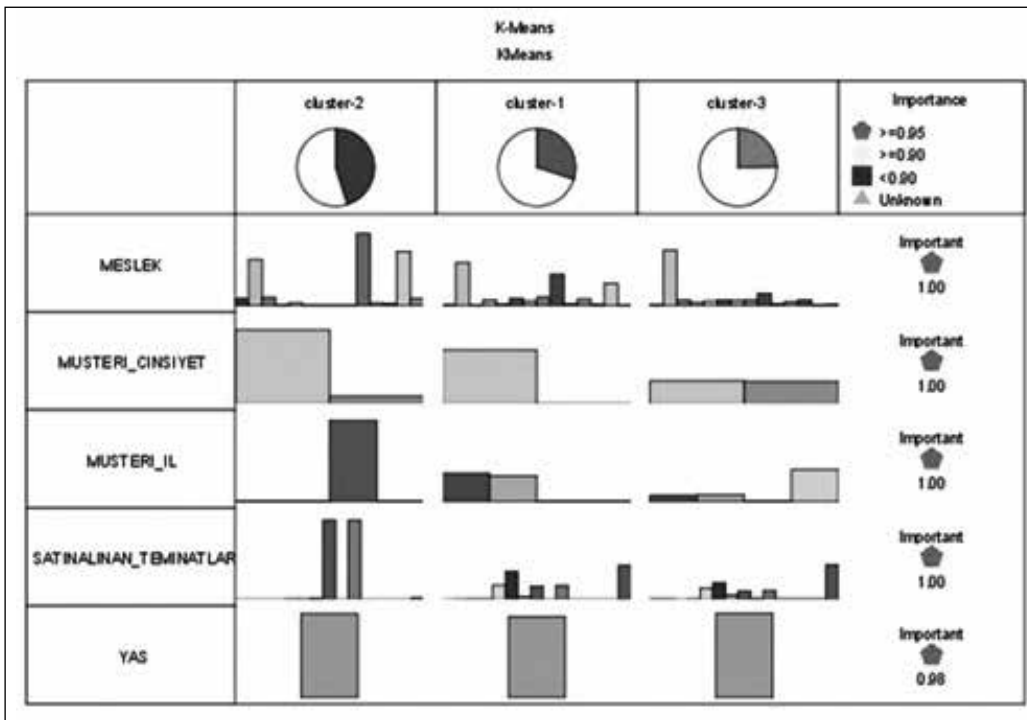 K-Means
KMeans
cluster-2
cluster-1
cluster-3
Importance
>=0.95
>=0.90
<0.90
Unknown
MESLEK
Important
1.00
MUSTERI_CINSIYET
Important
1.00
MUSTERI_IL
Important
1.00
SATINALINAN_TEMINATLAR
Important
1.00
YAS
Important
0.98